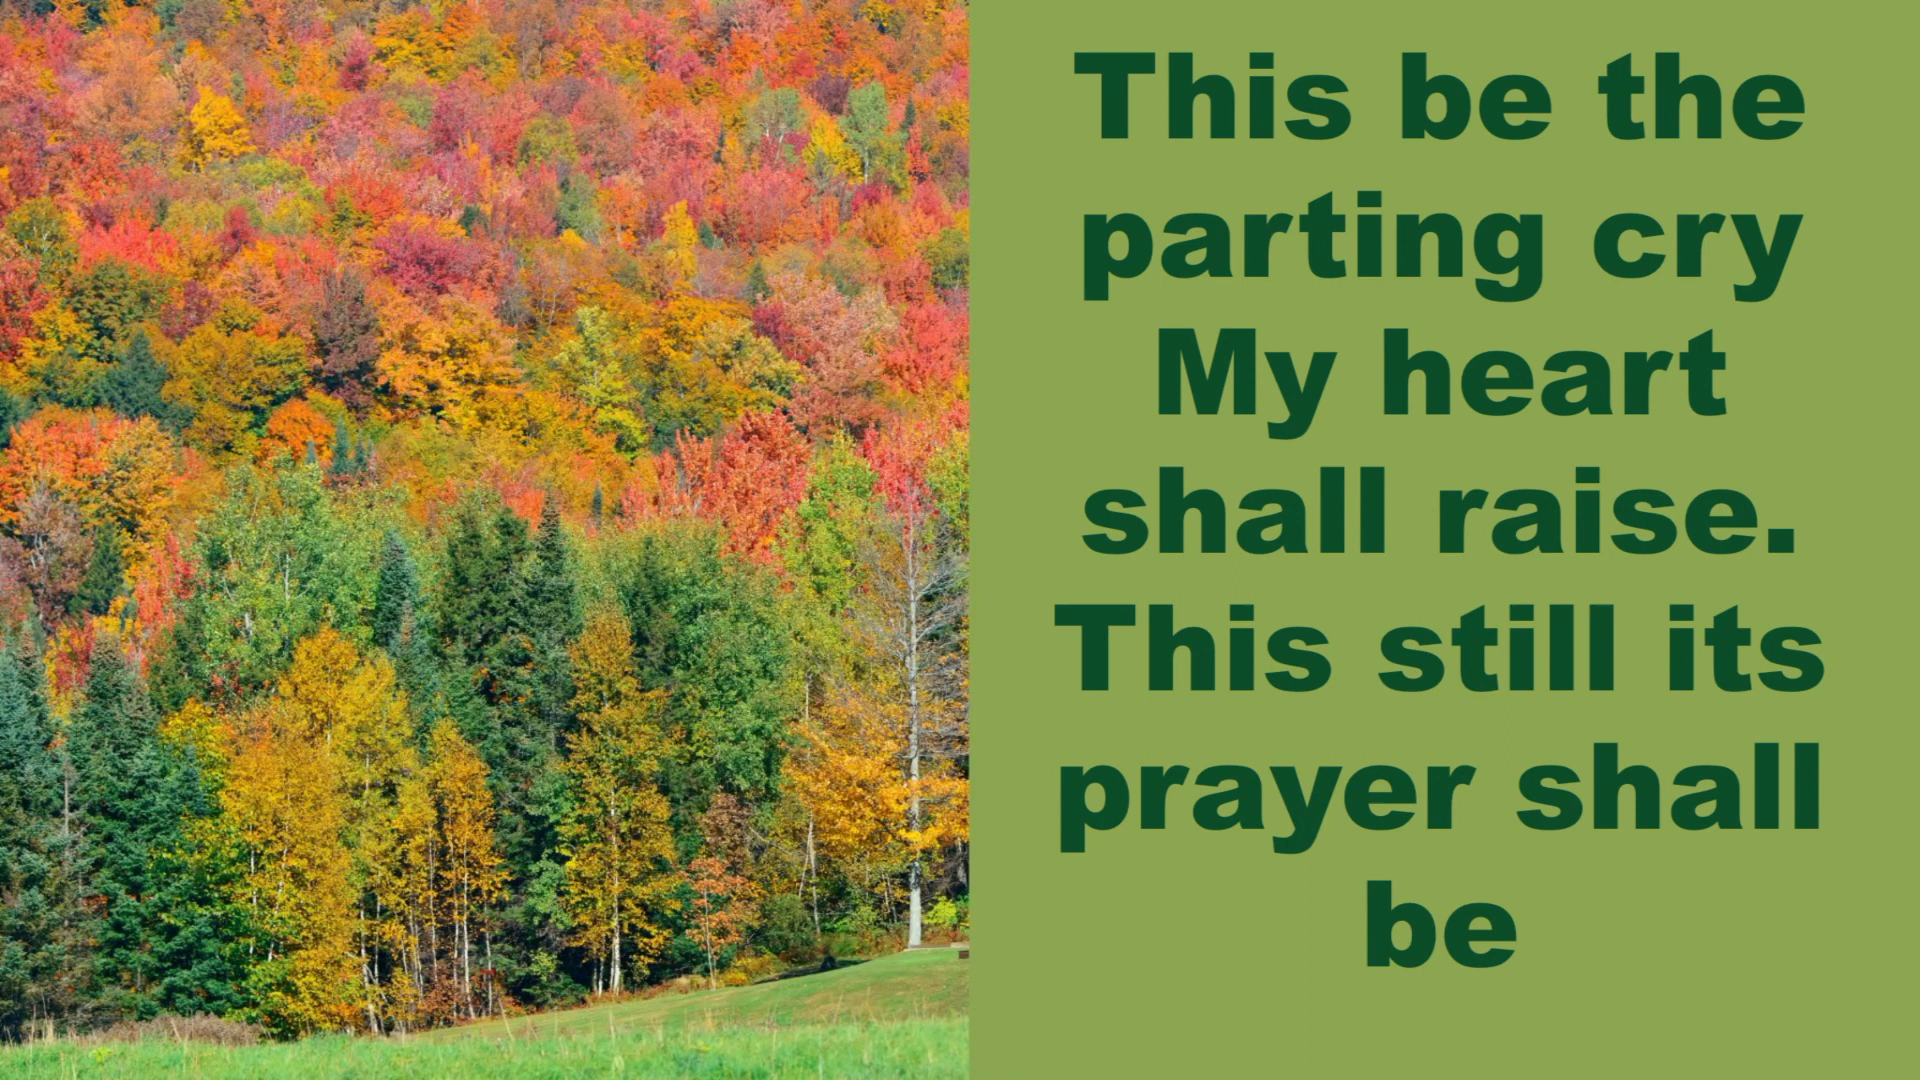 This be the
parting cry
My heart
shall raise.
This still its
prayer shall
be